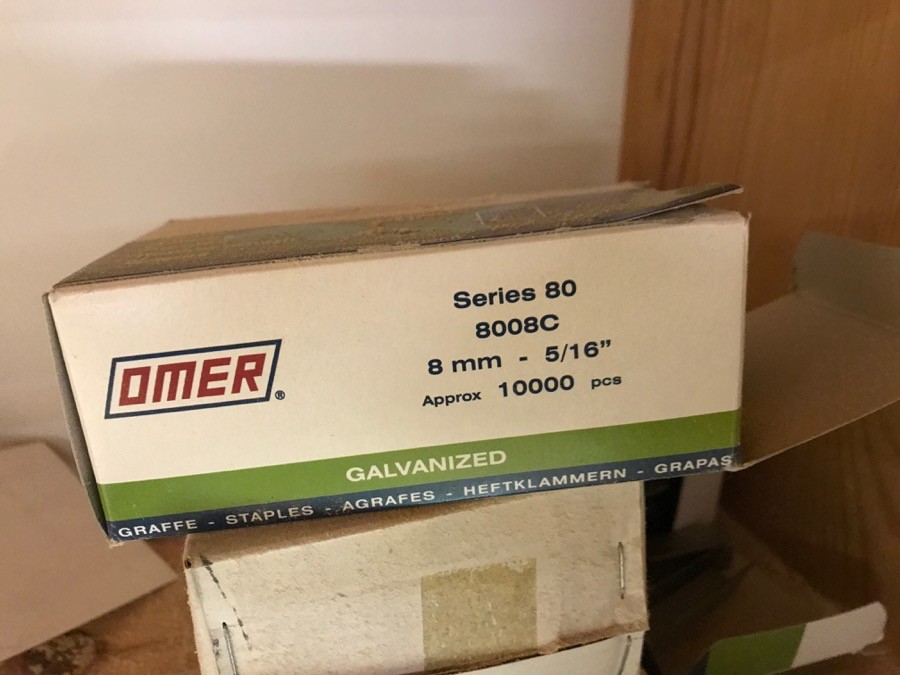 Series 80
8008C
8 mm - 5/16”
Approx 10000 pcs
OMER®
GALVANIZED
GRAFFE - STAPLES - AGRAFES - HEFTKLAMMERN - GRAPAS